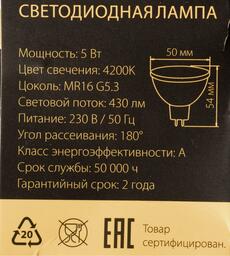 СВЕТОДИОДНАЯ ЛАМПА
Мощность: 5 Вт
Цвет свечения: 4200К
Цоколь: MR16 G5.3
Световой поток: 430 лм
Питание: 230 В / 50 Гц
Угол рассеивания: 180°
Класс энергоэффективности: А
Срок службы: 50 000 ч
Гарантийный срок: 2 года
50 мм
54 мм
20
EAC
Товар
сертифицирован.